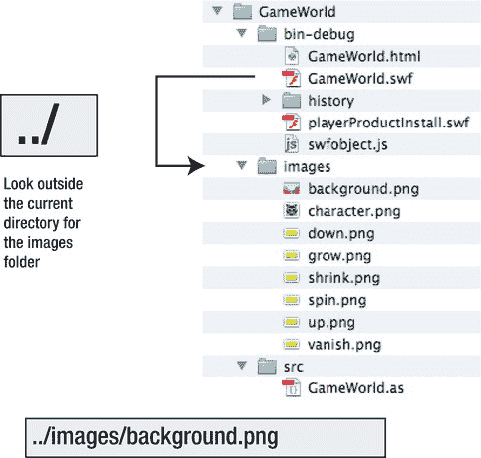 GameWorld
bin-debug
GameWorld.html
GameWorld.swf
history
playerProductInstall.swf
swfobject.js
images
background.png
character.png
down.png
grow.png
shrink.png
spin.png
up.png
vanish.png
src
GameWorld.as
../
Look outside
the current
directory for
the images
folder
../images/background.png